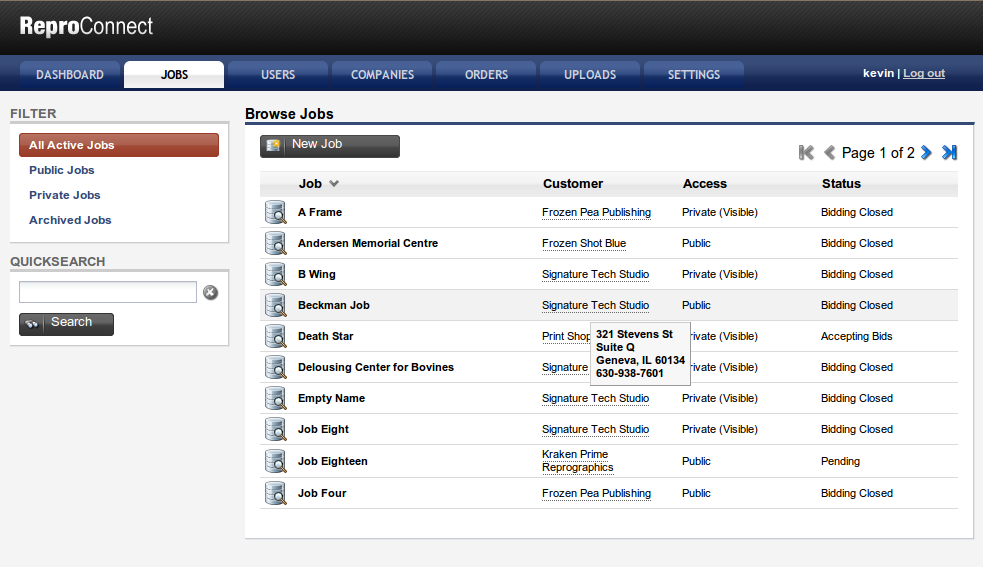 ReproConnect
DASHBOARD JOBS USERS COMPANIES ORDERS UPLOADS SETTINGS kevin | Log out
FILTER
All Active Jobs
Public Jobs
Private Jobs
Archived Jobs
QUICKSEARCH
Search
Browse Jobs
New Job
Page 1 of 2
Job Customer Access Status
A Frame Frozen Pea Publishing Private (Visible) Bidding Closed
Andersen Memorial Centre Frozen Shot Blue Public Bidding Closed
B Wing Signature Tech Studio Private (Visible) Bidding Closed
Beckman Job Signature Tech Studio Public Bidding Closed
Death Star Print Shop Private (Visible) Accepting Bids
321 Stevens St
Suite Q
Geneva, IL 60134
630-938-7601
Delousing Center for Bovines Signature Private (Visible) Bidding Closed
Empty Name Signature Tech Studio Private (Visible) Bidding Closed
Job Eight Signature Tech Studio Private (Visible) Bidding Closed
Job Eighteen Kraken Prime
Reprographics Public Pending
Job Four Frozen Pea Publishing Public Bidding Closed